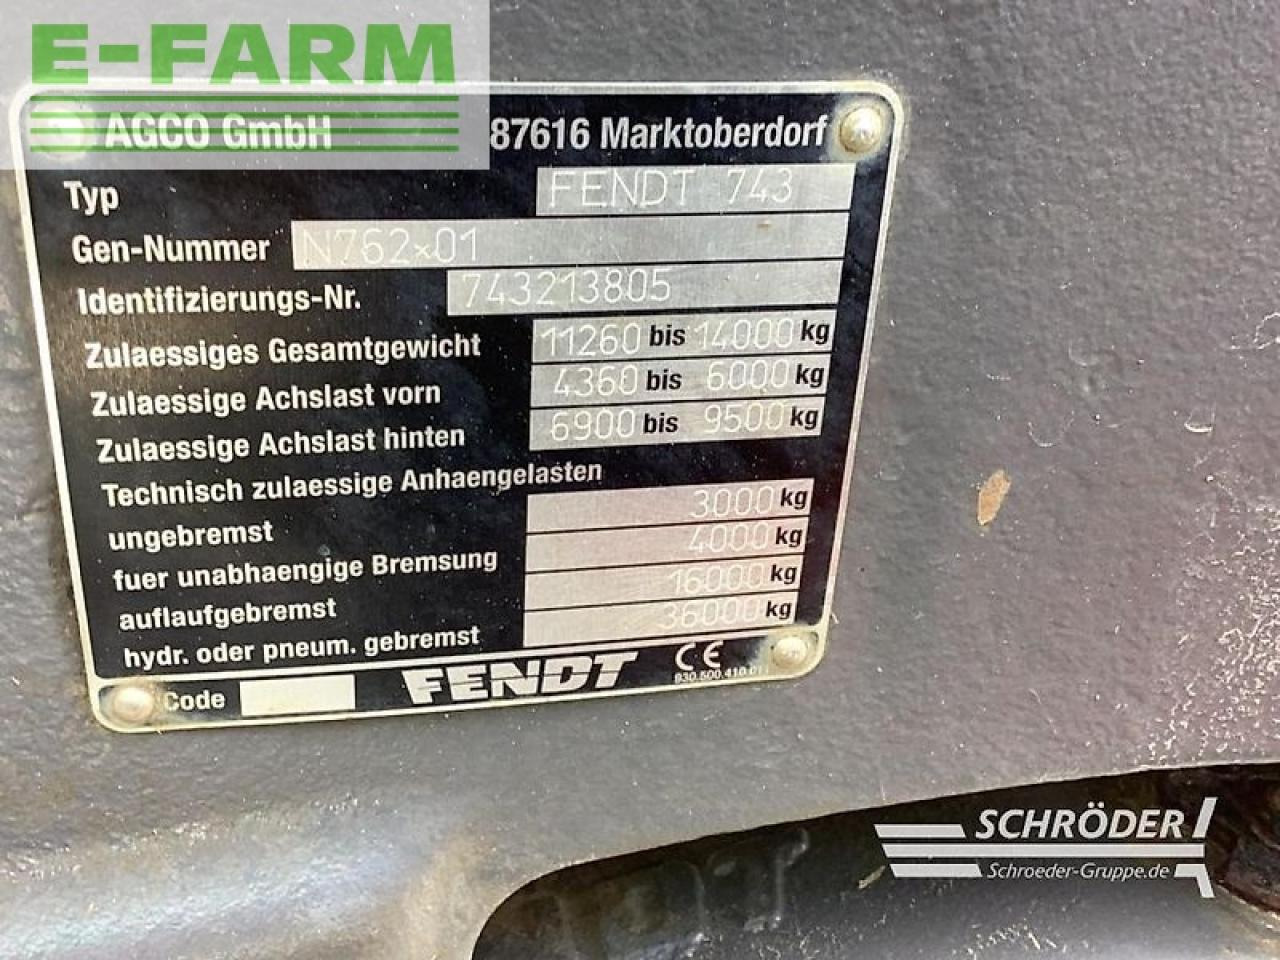 E-FARM
AGCO GmbH 87616 Marktoberdorf
Typ FENDT 743
Gen-Nummer N762×01
Identifizierungs-Nr. 743213805
Zulaessiges Gesamtgewicht 11260 bis 14000 kg
Zulaessige Achslast vorn 4360 bis 6000 kg
Zulaessige Achslast hinten 6900 bis 9500 kg
Technisch zulaessige Anhaengelasten
ungebremst 3000 kg
fuer unabhaengige Bremsung 4000 kg
auflaufgebremst 16000 kg
hydr. oder pneum. gebremst 36000 kg
Code FENDT CE
SCHRÖDER
Schroeder-Gruppe.de